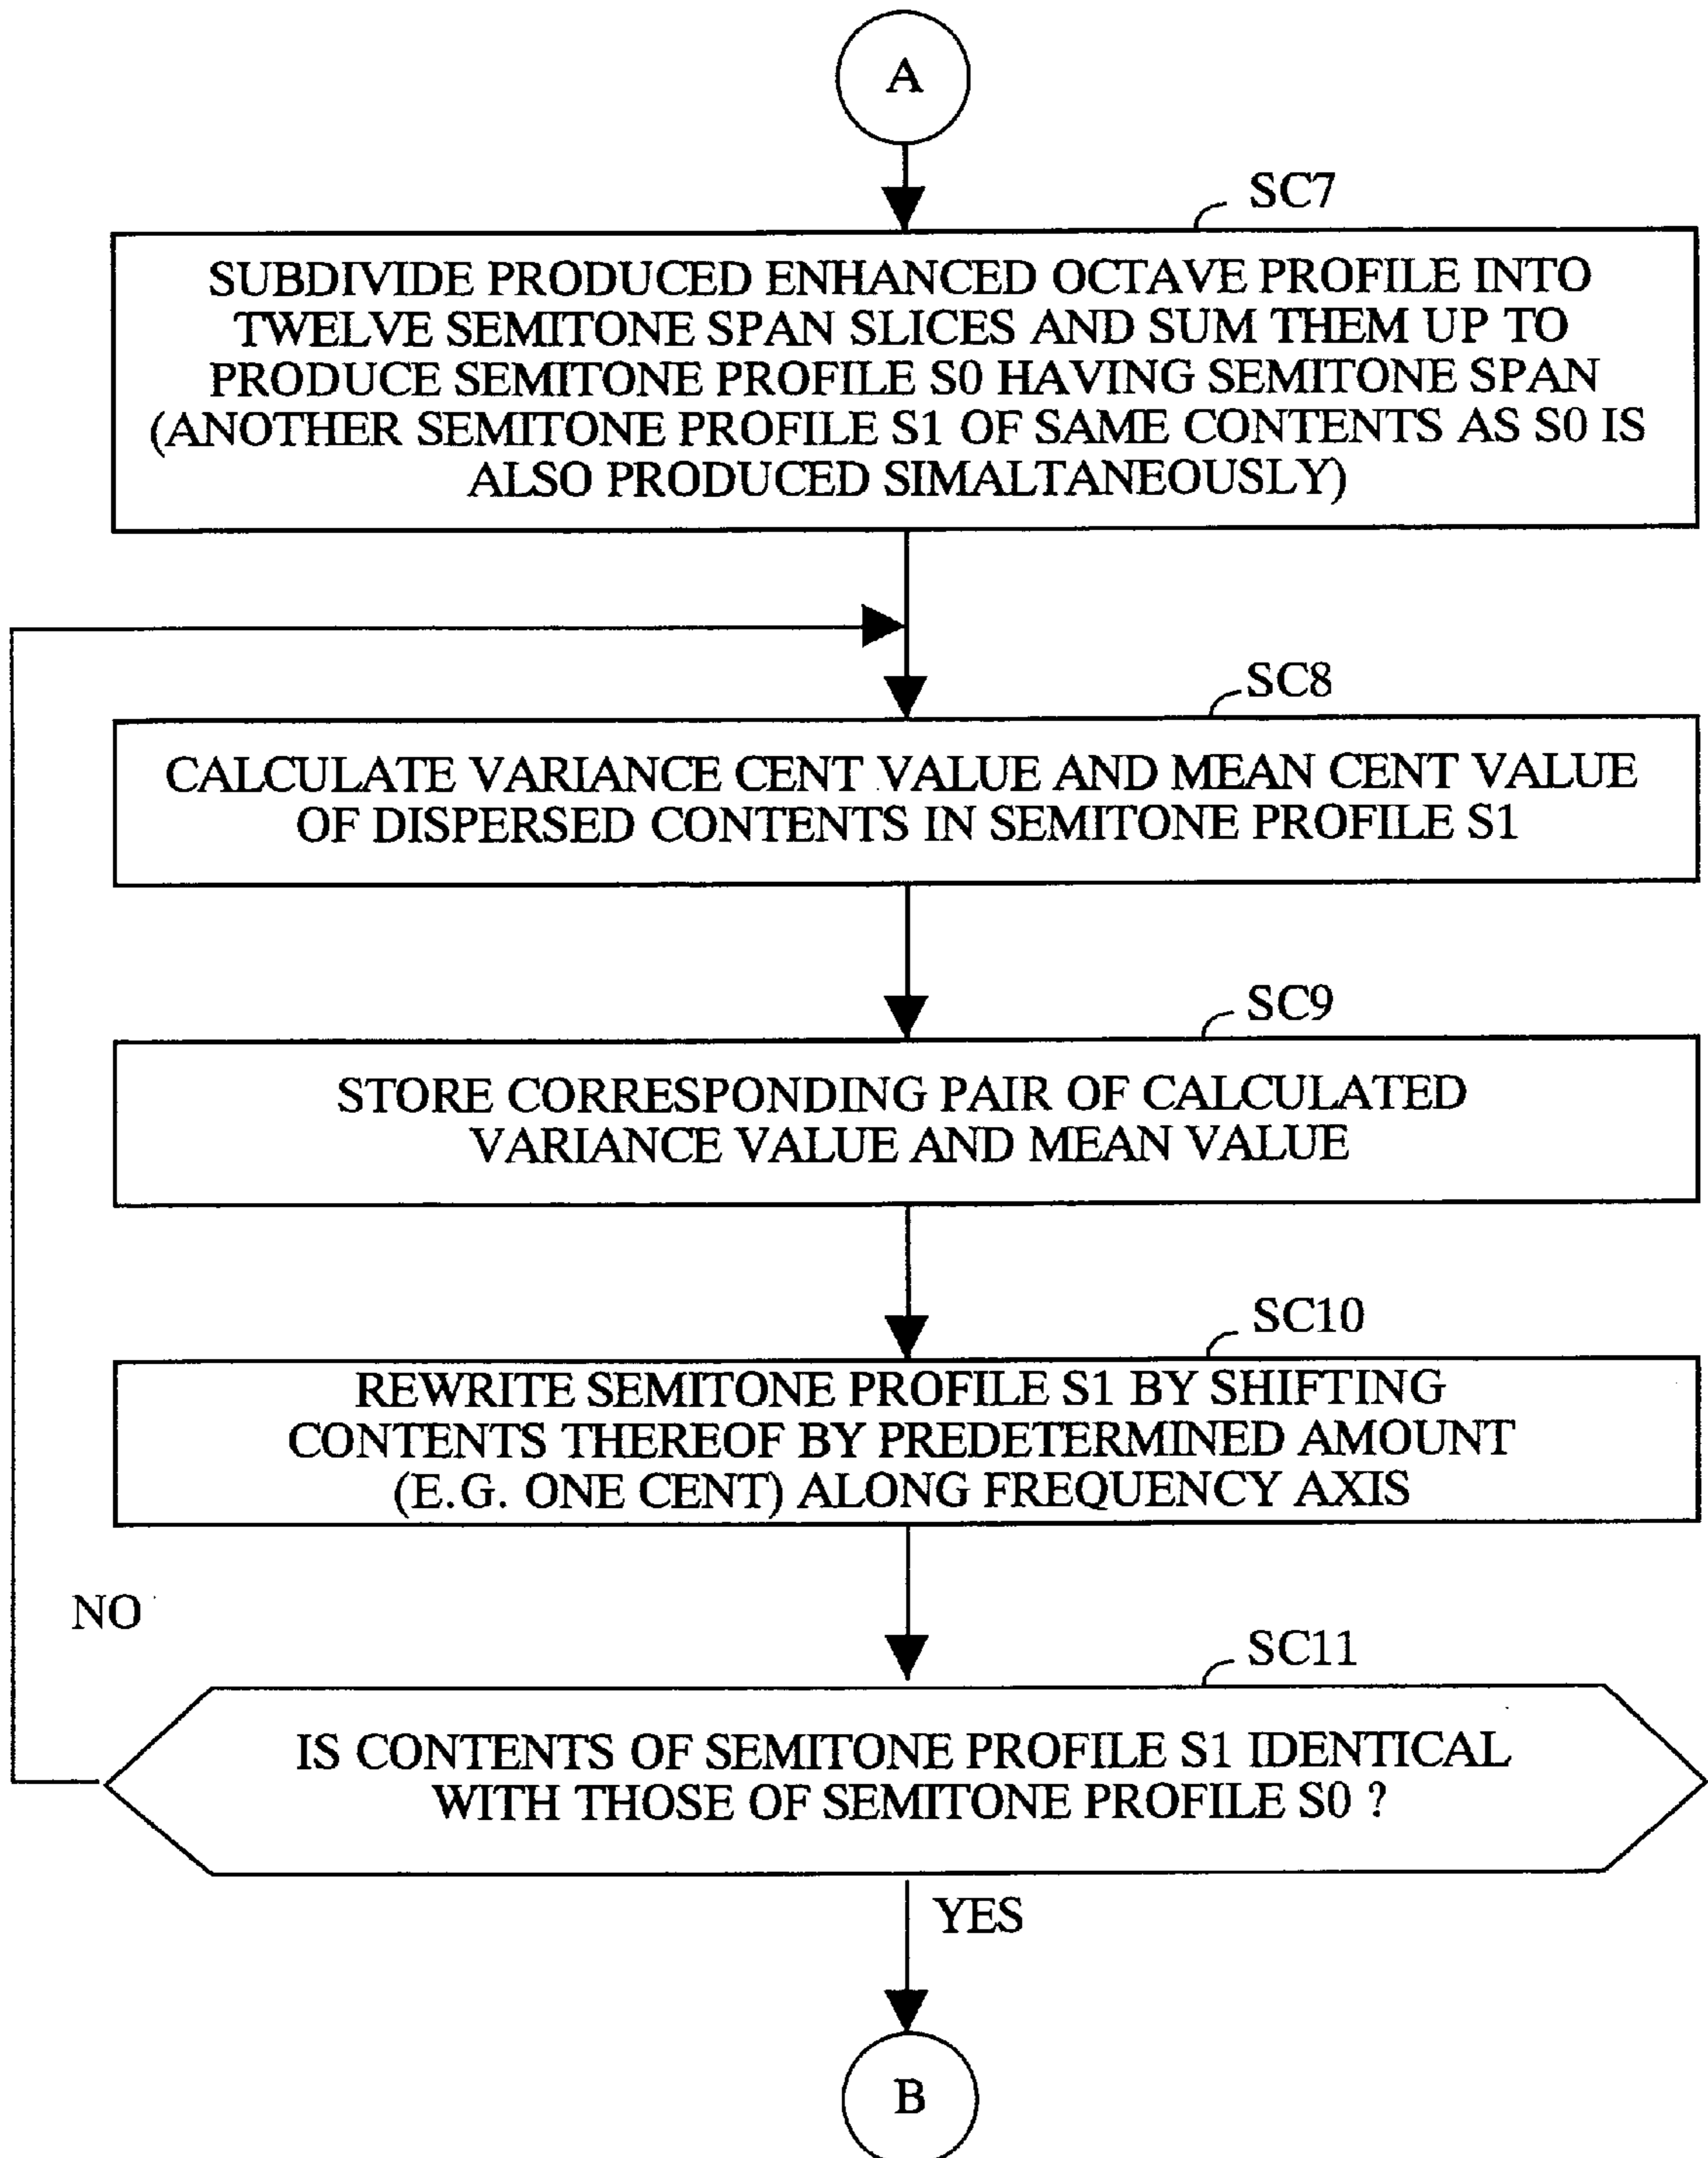 A
SC7
SUBDIVIDE PRODUCED ENHANCED OCTAVE PROFILE INTO
TWELVE SEMITONE SPAN SLICES AND SUM THEM UP TO
PRODUCE SEMITONE PROFILE S0 HAVING SEMITONE SPAN
(ANOTHER SEMITONE PROFILE S1 OF SAME CONTENTS AS S0 IS
ALSO PRODUCED SIMALTANEOUSLY)
SC8
CALCULATE VARIANCE CENT VALUE AND MEAN CENT VALUE
OF DISPERSED CONTENTS IN SEMITONE PROFILE S1
SC9
STORE CORRESPONDING PAIR OF CALCULATED
VARIANCE VALUE AND MEAN VALUE
SC10
REWRITE SEMITONE PROFILE S1 BY SHIFTING
CONTENTS THEREOF BY PREDETERMINED AMOUNT
(E.G. ONE CENT) ALONG FREQUENCY AXIS
NO
SC11
IS CONTENTS OF SEMITONE PROFILE S1 IDENTICAL
WITH THOSE OF SEMITONE PROFILE S0 ?
YES
B